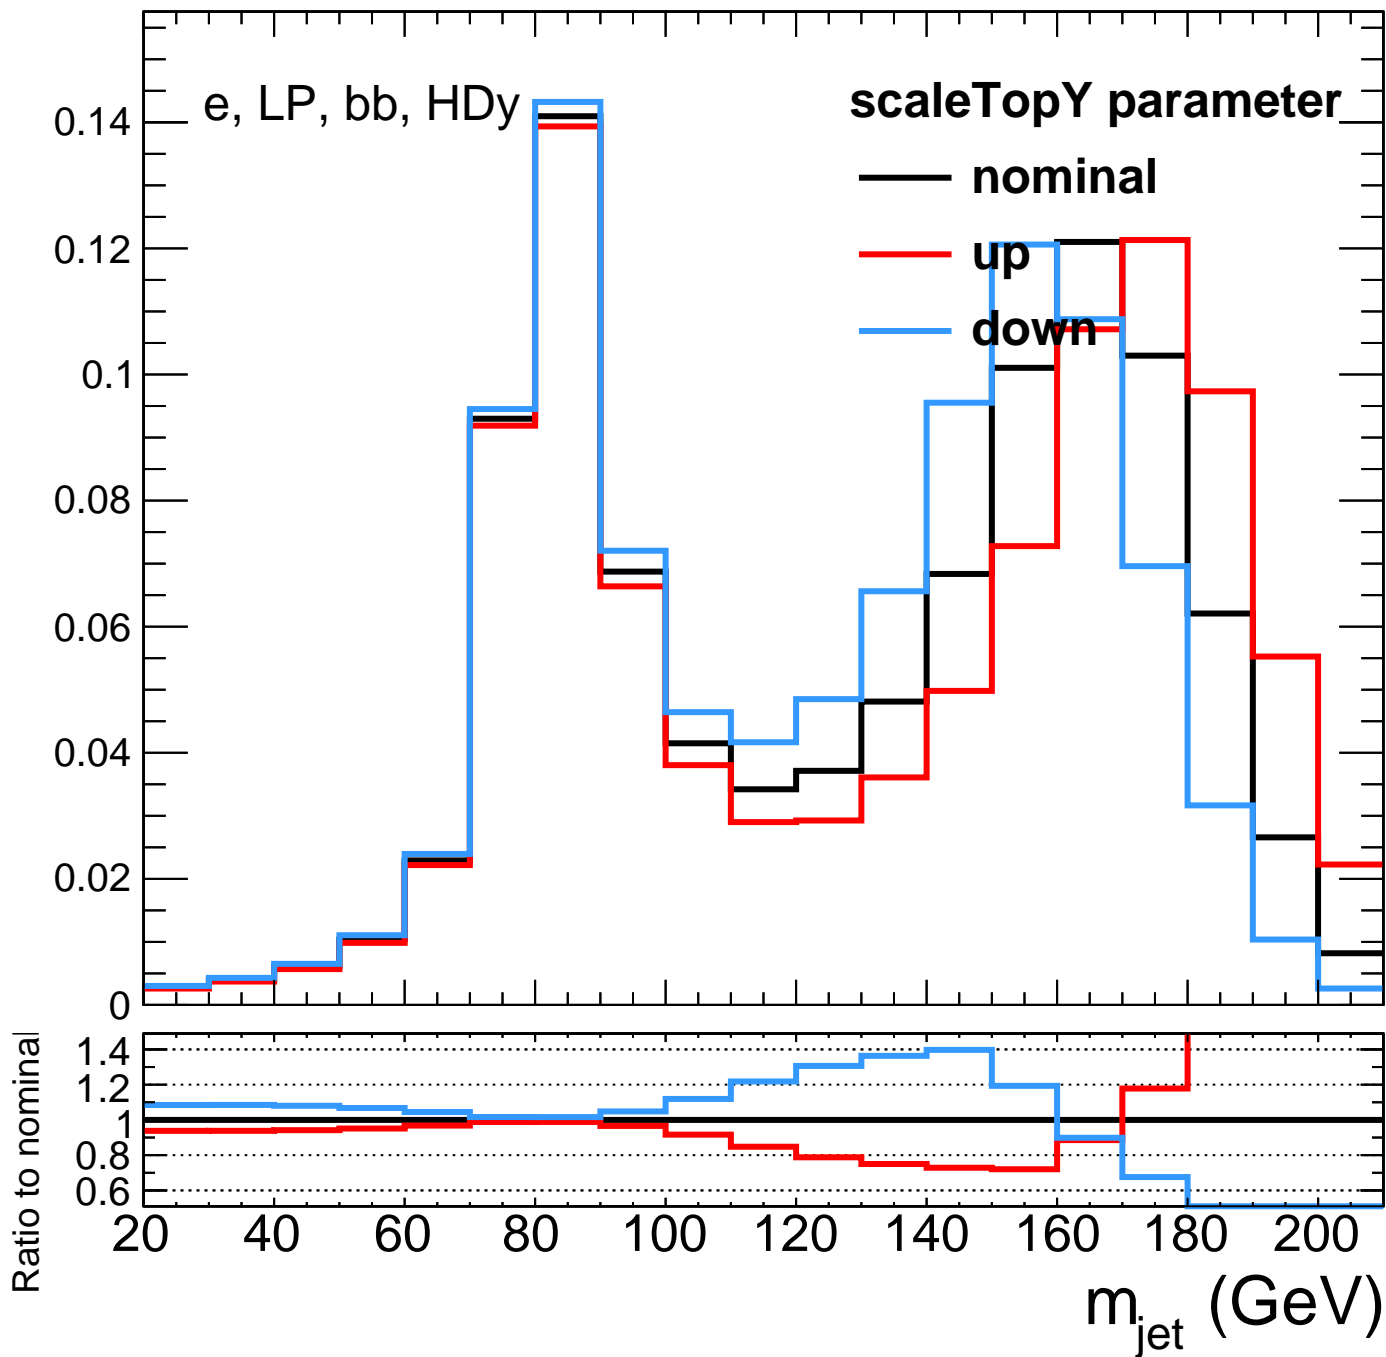 e, LP, bb, HDy
scaleTopY parameter
nominal
up
down
0.14
0.12
0.1
0.08
0.06
0.04
0.02
0
Ratio to nominal
1.4
1.2
1
0.8
0.6
20 40 60 80 100 120 140 160 180 200
m_jet (GeV)